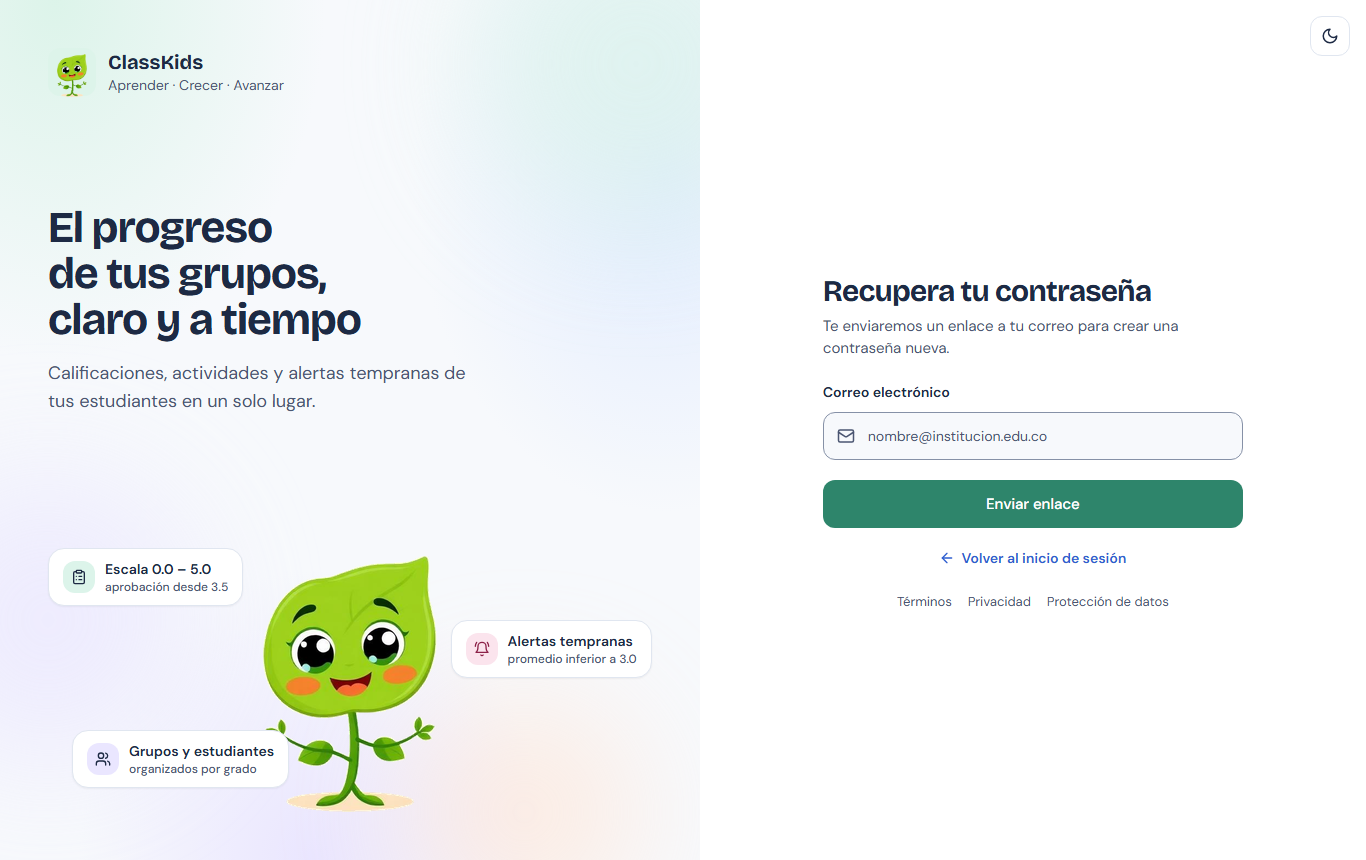 ClassKids
Aprender · Crecer · Avanzar
El progreso
de tus grupos,
claro y a tiempo
Calificaciones, actividades y alertas tempranas de
tus estudiantes en un solo lugar.
Escala 0.0 – 5.0
aprobación desde 3.5
Alertas tempranas
promedio inferior a 3.0
Grupos y estudiantes
organizados por grado
Recupera tu contraseña
Te enviaremos un enlace a tu correo para crear una
contraseña nueva.
Correo electrónico
nombre@institucion.edu.co
Enviar enlace
Volver al inicio de sesión
Términos Privacidad Protección de datos